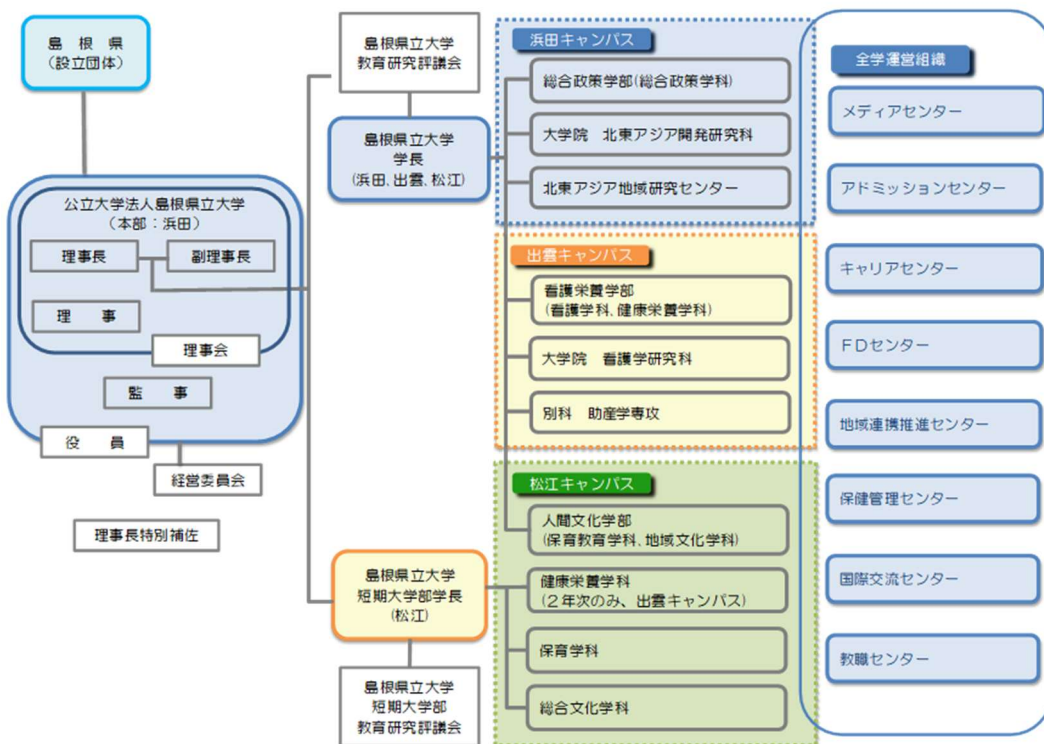 島 根 県
（設立団体）
公立大学法人島根県立大学
（本部：浜田）
理事長
副理事長
理　事
理事会
監　事
役　員
経営委員会
理事長特別補佐
島根県立大学
教育研究評議会
島根県立大学
学長
（浜田、出雲、松江）
島根県立大学
短期大学部学長
（松江）
島根県立大学
短期大学部
教育研究評議会
浜田キャンパス
総合政策学部（総合政策学科）
大学院　北東アジア開発研究科
北東アジア地域研究センター
出雲キャンパス
看護栄養学部
（看護学科、健康栄養学科）
大学院　看護学研究科
別科　助産学専攻
松江キャンパス
人間文化学部
（保育教育学科、地域文化学科）
健康栄養学科
（２年次のみ、出雲キャンパス）
保育学科
総合文化学科
全学運営組織
メディアセンター
アドミッションセンター
キャリアセンター
ＦＤセンター
地域連携推進センター
保健管理センター
国際交流センター
教職センター